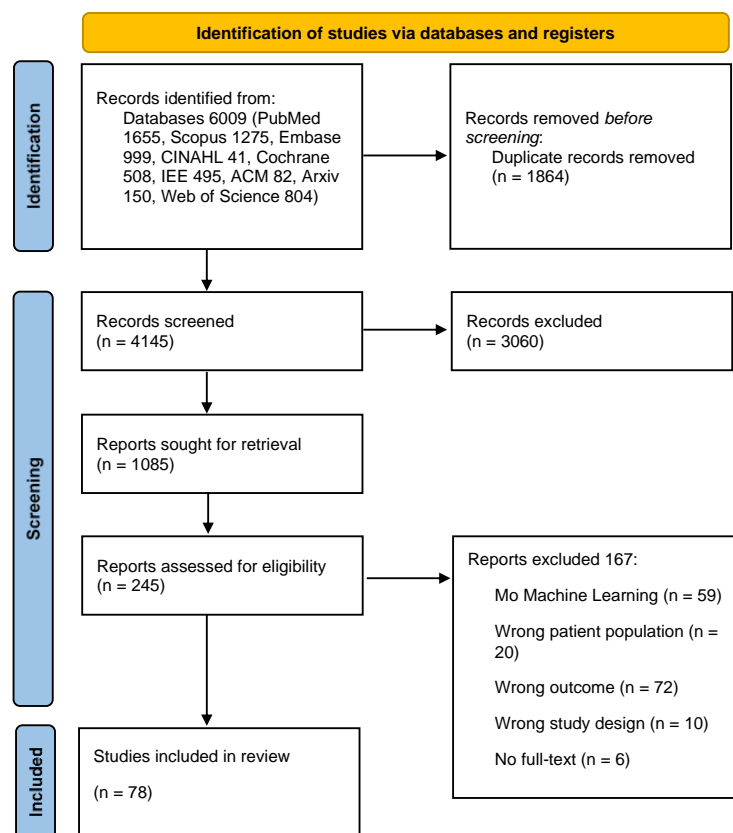 Identification of studies via databases and registers
Identification
Records identified from:
Databases 6009 (PubMed
1655, Scopus 1275, Embase
999, CINAHL 41, Cochrane
508, IEE 495, ACM 82, Arxiv
150, Web of Science 804)
Records removed before
screening:
Duplicate records removed
(n = 1864)
Screening
Records screened
(n = 4145)
Records excluded
(n = 3060)
Reports sought for retrieval
(n = 1085)
Reports assessed for eligibility
(n = 245)
Reports excluded 167:
Mo Machine Learning (n = 59)
Wrong patient population (n =
20)
Wrong outcome (n = 72)
Wrong study design (n = 10)
No full-text (n = 6)
Included
Studies included in review
(n = 78)